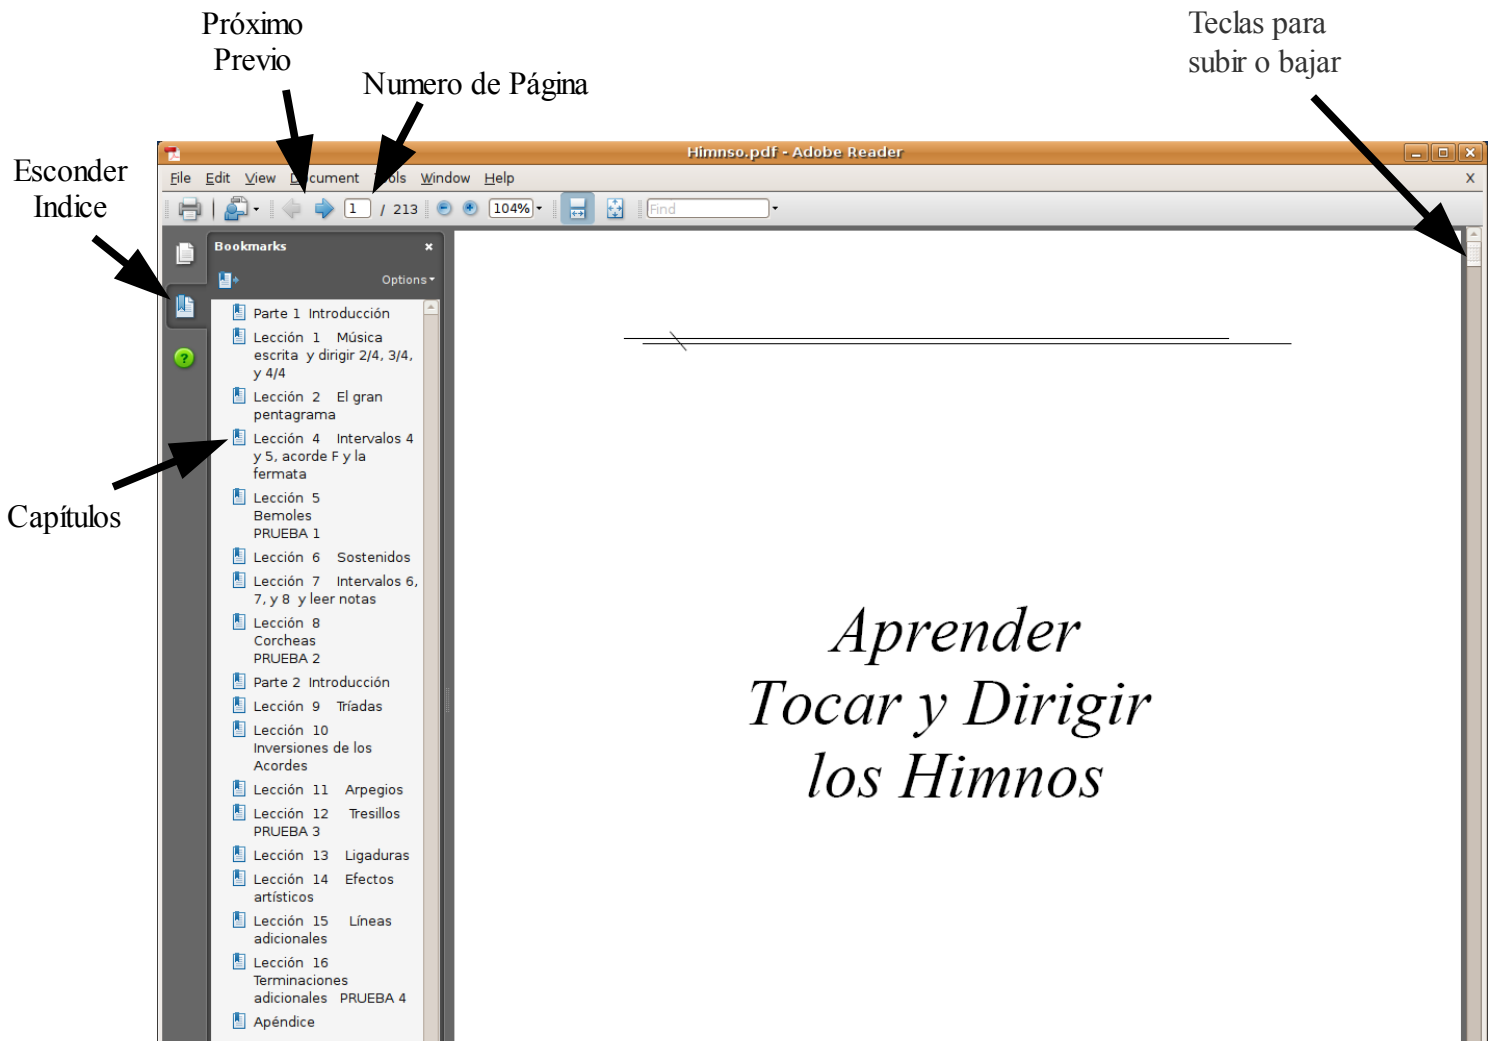 Próximo
Previo
Numero de Página
Teclas para
subir o bajar
Esconder
Indice
Capítulos
Himnso.pdf - Adobe Reader
File Edit View Document Tools Window Help X
1 / 213 104% Find
Bookmarks
Options
Parte 1 Introducción
Lección 1 Música
escrita y dirigir 2/4, 3/4,
y 4/4
Lección 2 El gran
pentagrama
Lección 4 Intervalos 4
y 5, acorde F y la
fermata
Lección 5
Bemoles
PRUEBA 1
Lección 6 Sostenidos
Lección 7 Intervalos 6,
7, y 8 y leer notas
Lección 8
Corcheas
PRUEBA 2
Parte 2 Introducción
Lección 9 Tríadas
Lección 10
Inversiones de los
Acordes
Lección 11 Arpegios
Lección 12 Tresillos
PRUEBA 3
Lección 13 Ligaduras
Lección 14 Efectos
artísticos
Lección 15 Líneas
adicionales
Lección 16
Terminaciones
adicionales PRUEBA 4
Apéndice
Aprender
Tocar y Dirigir
los Himnos